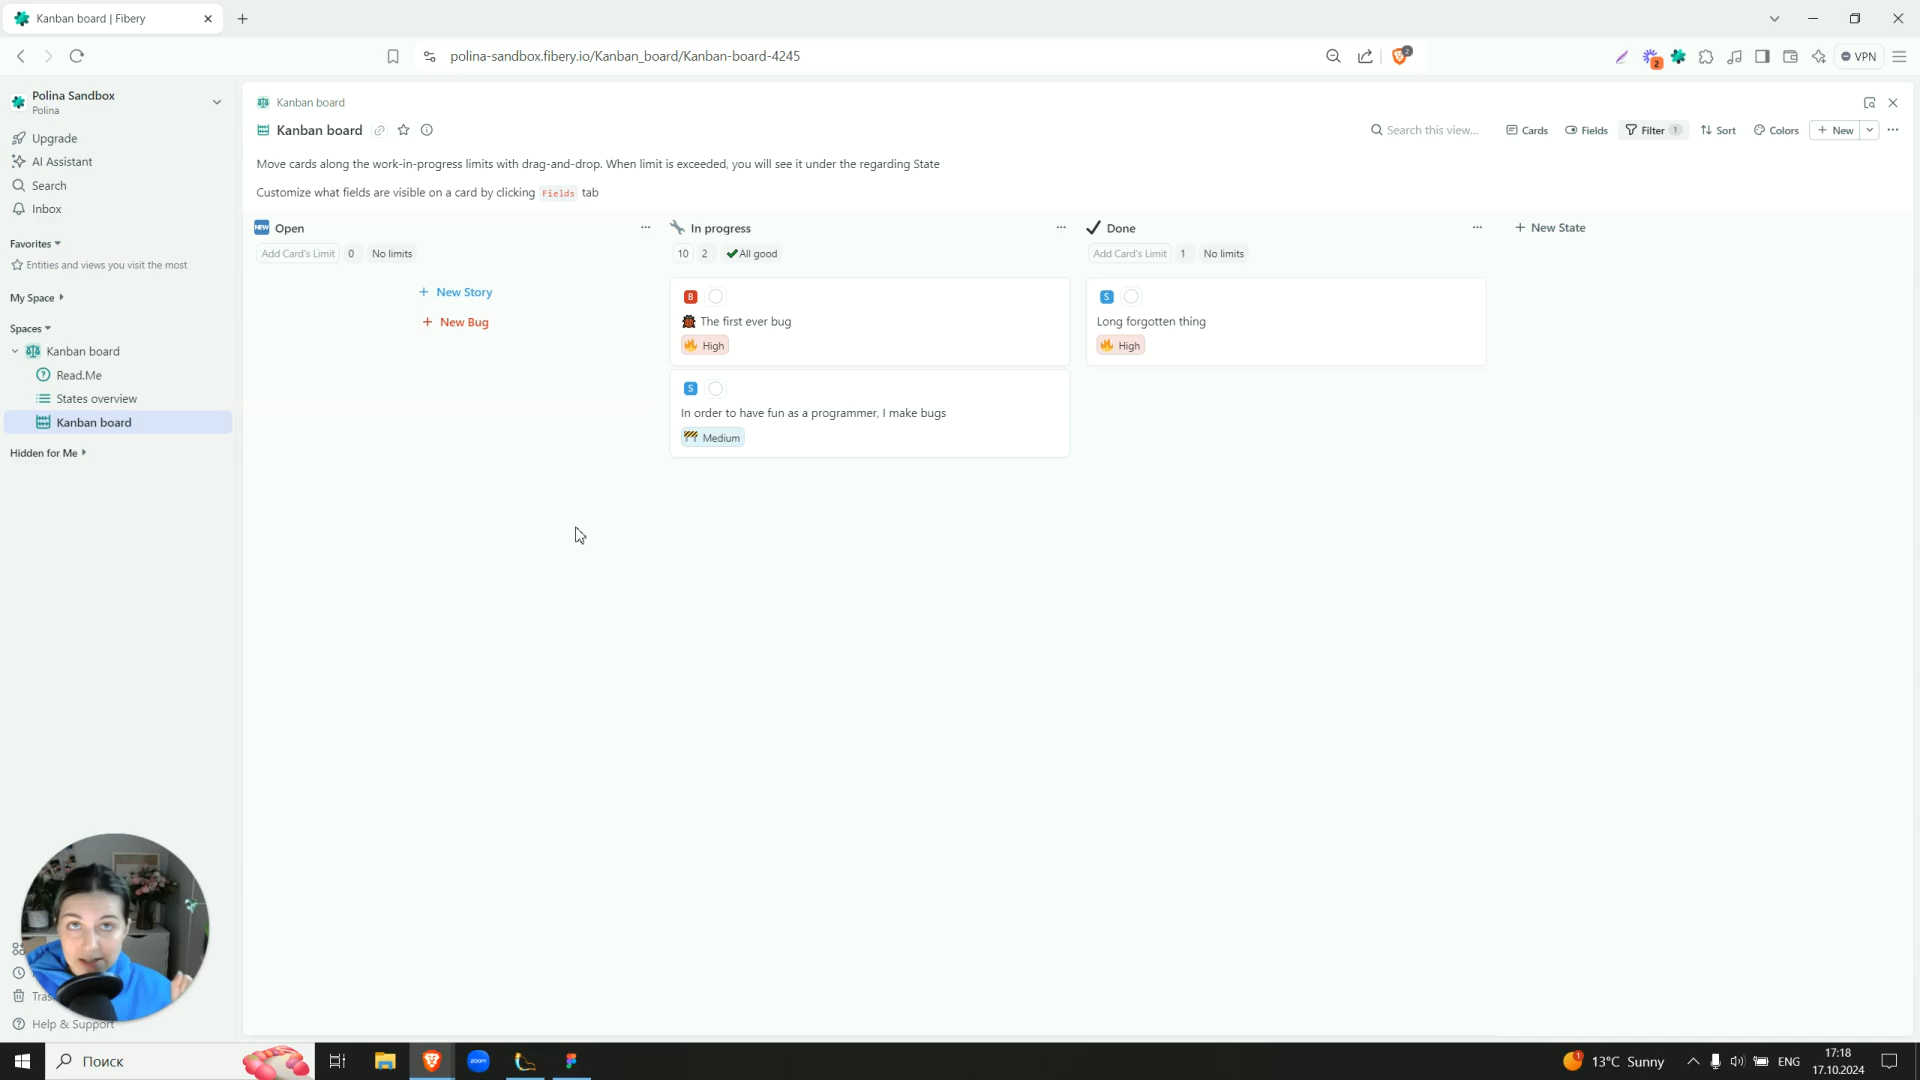 Kanban board | Fibery
polina-sandbox.fibery.io/Kanban_board/Kanban-board-4245
2
2
VPN
Polina Sandbox
Polina
Upgrade
AI Assistant
Search
Inbox
Favorites
Entities and views you visit the most
My Space
Spaces
Kanban board
Read.Me
States overview
Kanban board
Hidden for Me
Help & Support
Kanban board
Kanban board
Search this view...
Cards
Fields
Filter 1
Sort
Colors
New
Move cards along the work-in-progress limits with drag-and-drop. When limit is exceeded, you will see it under the regarding State
Customize what fields are visible on a card by clicking Fields tab
NEW Open
Add Card's Limit 0 No limits
+ New Story
+ New Bug
In progress
10 2 All good
B
The first ever bug
High
S
In order to have fun as a programmer, I make bugs
Medium
Done
Add Card's Limit 1 No limits
S
Long forgotten thing
High
+ New State
Поиск
zoom
1
13°C Sunny
ENG
17:18
17.10.2024